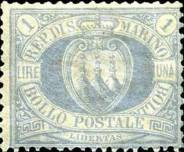 1 REP. DI S. MARINO 1
LIRE UNA
BOLLO POSTALE
LIBERTAS